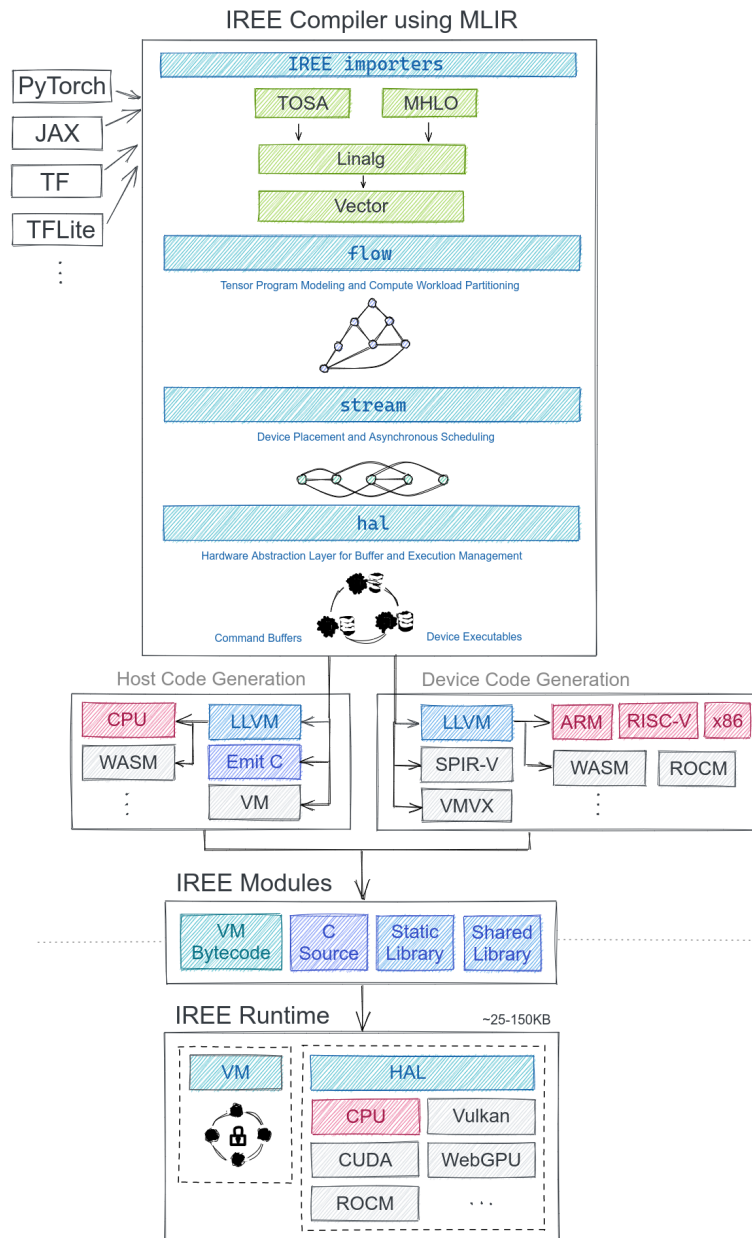 IREE Compiler using MLIR
IREE importers
PyTorch
JAX
TF
TFLite
TOSA
MHLO
Linalg
Vector
flow
Tensor Program Modeling and Compute Workload Partitioning
stream
Device Placement and Asynchronous Scheduling
hal
Hardware Abstraction Layer for Buffer and Execution Management
Command Buffers
Device Executables
Host Code Generation
CPU
LLVM
WASM
Emit C
VM
Device Code Generation
LLVM
ARM
RISC-V
x86
SPIR-V
WASM
ROCM
VMVX
IREE Modules
VM
Bytecode
C
Source
Static
Library
Shared
Library
IREE Runtime
~25-150KB
VM
HAL
CPU
Vulkan
CUDA
WebGPU
ROCM
...